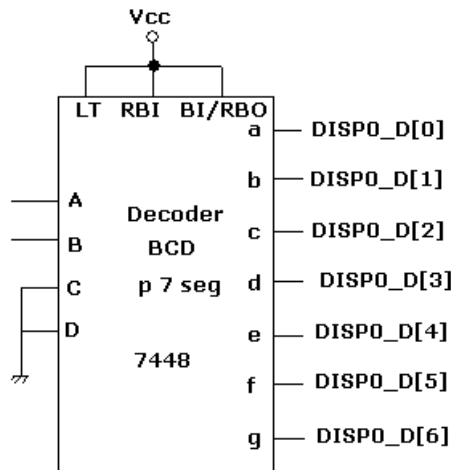 Vcc
LT RBI BI/RBO
a DISP0_D[0]
b DISP0_D[1]
A
Decoder
c DISP0_D[2]
B
BCD
C
p 7 seg
d DISP0_D[3]
D
e DISP0_D[4]
7448
f DISP0_D[5]
g DISP0_D[6]